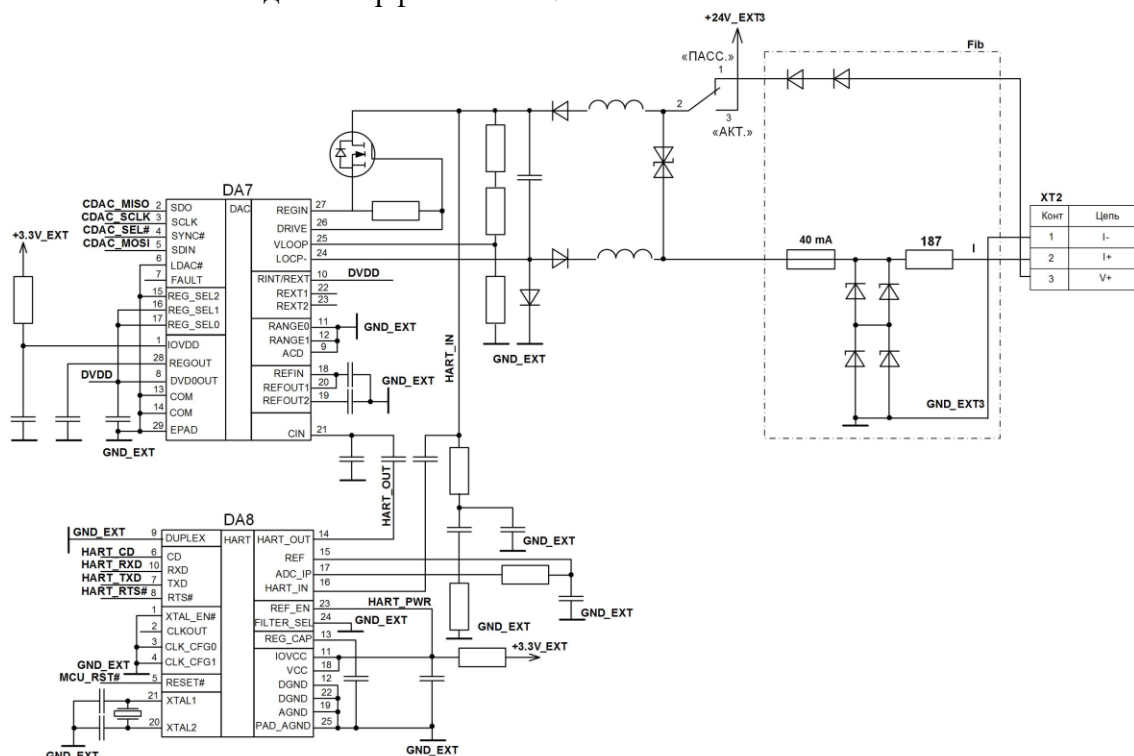 +24V_EXT3
Fib
«ПАСС.»
1
2
3
«АКТ.»
DA7
CDAC_MISO 2 SDO DAC REGIN 27
CDAC_SCLK 3 SCLK DRIVE 26
CDAC_SEL# 4 SYNC# VLOOP 25
CDAC_MOSI 5 SDIN LOCP- 24
+3.3V_EXT
6 LDAC# RINT/REXT 10 DVDD
7 FAULT REXT1 22
15 REG_SEL2 REXT2 23
16 REG_SEL1 RANGE0 11 GND_EXT
17 REG_SEL0 RANGE1 12
1 IOVDD ACD 9
28 REGOUT REFIN 18
DVDD 8 DVD0OUT REFOUT1 20 GND_EXT
13 COM REFOUT2 19
14 COM
29 EPAD CIN 21
GND_EXT
HART_IN
GND_EXT
40 mA
187
I
GND_EXT3
XT2
Конт Цепь
1 I-
2 I+
3 V+
HART_OUT
DA8
GND_EXT 9 DUPLEX HART HART_OUT 14
HART_CD 6 CD REF 15
HART_RXD 10 RXD ADC_IP 17
HART_TXD 7 TXD HART_IN 16
HART_RTS# 8 RTS#
1 XTAL_EN# REF_EN 23 HART_PWR
2 CLKOUT FILTER_SEL 24 GND_EXT
3 CLK_CFG0 REG_CAP 13
GND_EXT 4 CLK_CFG1 IOVCC 11 +3.3V_EXT
MCU_RST# 5 RESET# VCC 18
DGND 12
21 XTAL1 DGND 22
AGND 19
20 XTAL2 PAD_AGND 25
GND_EXT
GND_EXT
GND_EXT
GND_EXT
GND_EXT